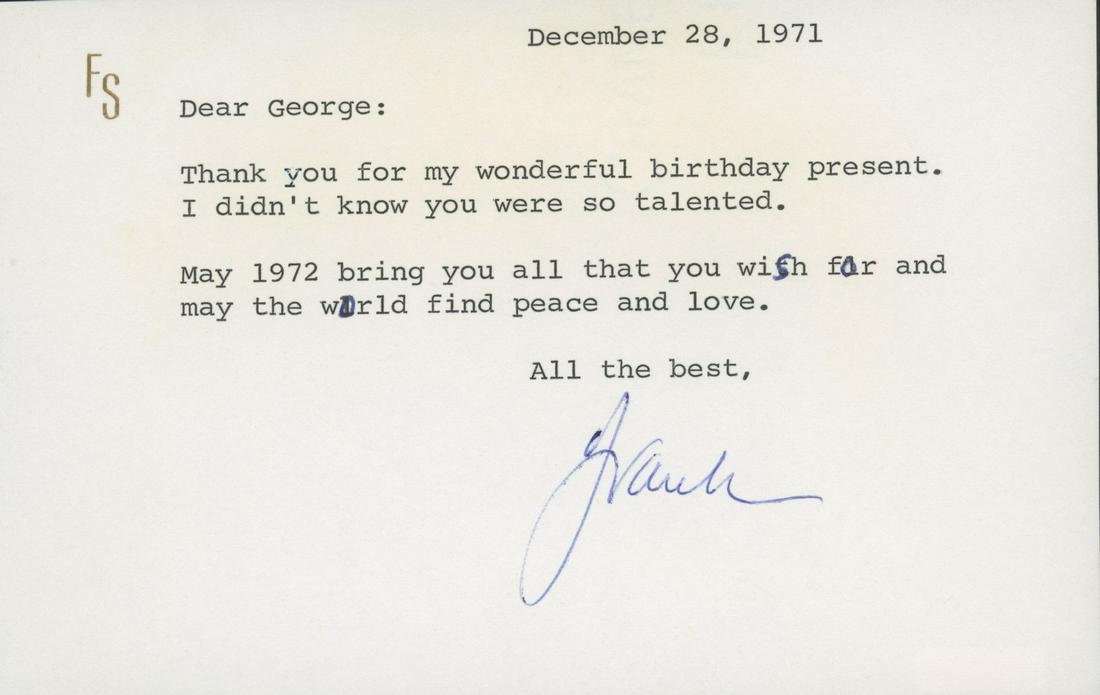 December 28, 1971
FS
Dear George:
Thank you for my wonderful birthday present.
I didn't know you were so talented.
May 1972 bring you all that you wish for and
may the world find peace and love.
All the best,
Frank